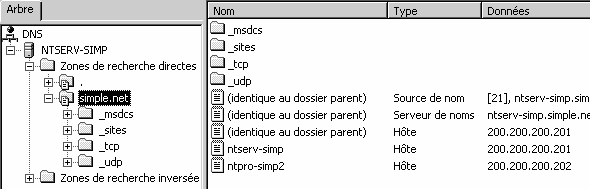 Arbre
DNS
NTSERV-SIMP
Zones de recherche directes
.
simple.net
_msdcs
_sites
_tcp
_udp
Zones de recherche inversée
Nom Type Données
_msdcs
_sites
_tcp
_udp
(identique au dossier parent) Source de nom [21], ntserv-simp.sim
(identique au dossier parent) Serveur de noms ntserv-simp.simple.ne
(identique au dossier parent) Hôte 200.200.200.201
ntserv-simp Hôte 200.200.200.201
ntpro-simp2 Hôte 200.200.200.202